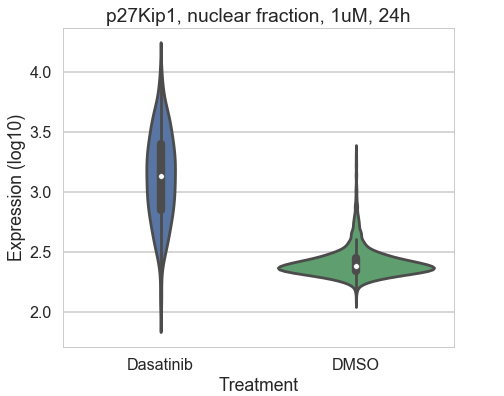 p27Kip1, nuclear fraction, 1uM, 24h
Expression (log10)
4.0
3.5
3.0
2.5
2.0
Dasatinib
DMSO
Treatment